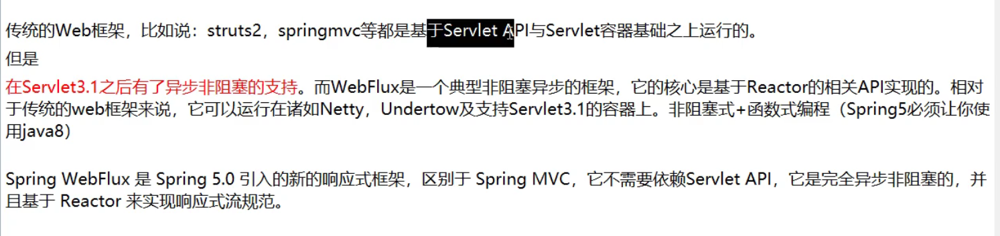 传统的Web框架，比如说：struts2，springmvc等都是基于Servlet API与Servlet容器基础之上运行的。
但是
在Servlet3.1之后有了异步非阻塞的支持。而WebFlux是一个典型非阻塞异步的框架，它的核心是基于Reactor的相关API实现的。相对
于传统的web框架来说，它可以运行在诸如Netty，Undertow及支持Servlet3.1的容器上。非阻塞式+函数式编程（Spring5必须让你使
用java8）
Spring WebFlux 是 Spring 5.0 引入的新的响应式框架，区别于 Spring MVC，它不需要依赖Servlet API，它是完全异步非阻塞的，并
且基于 Reactor 来实现响应式流规范。